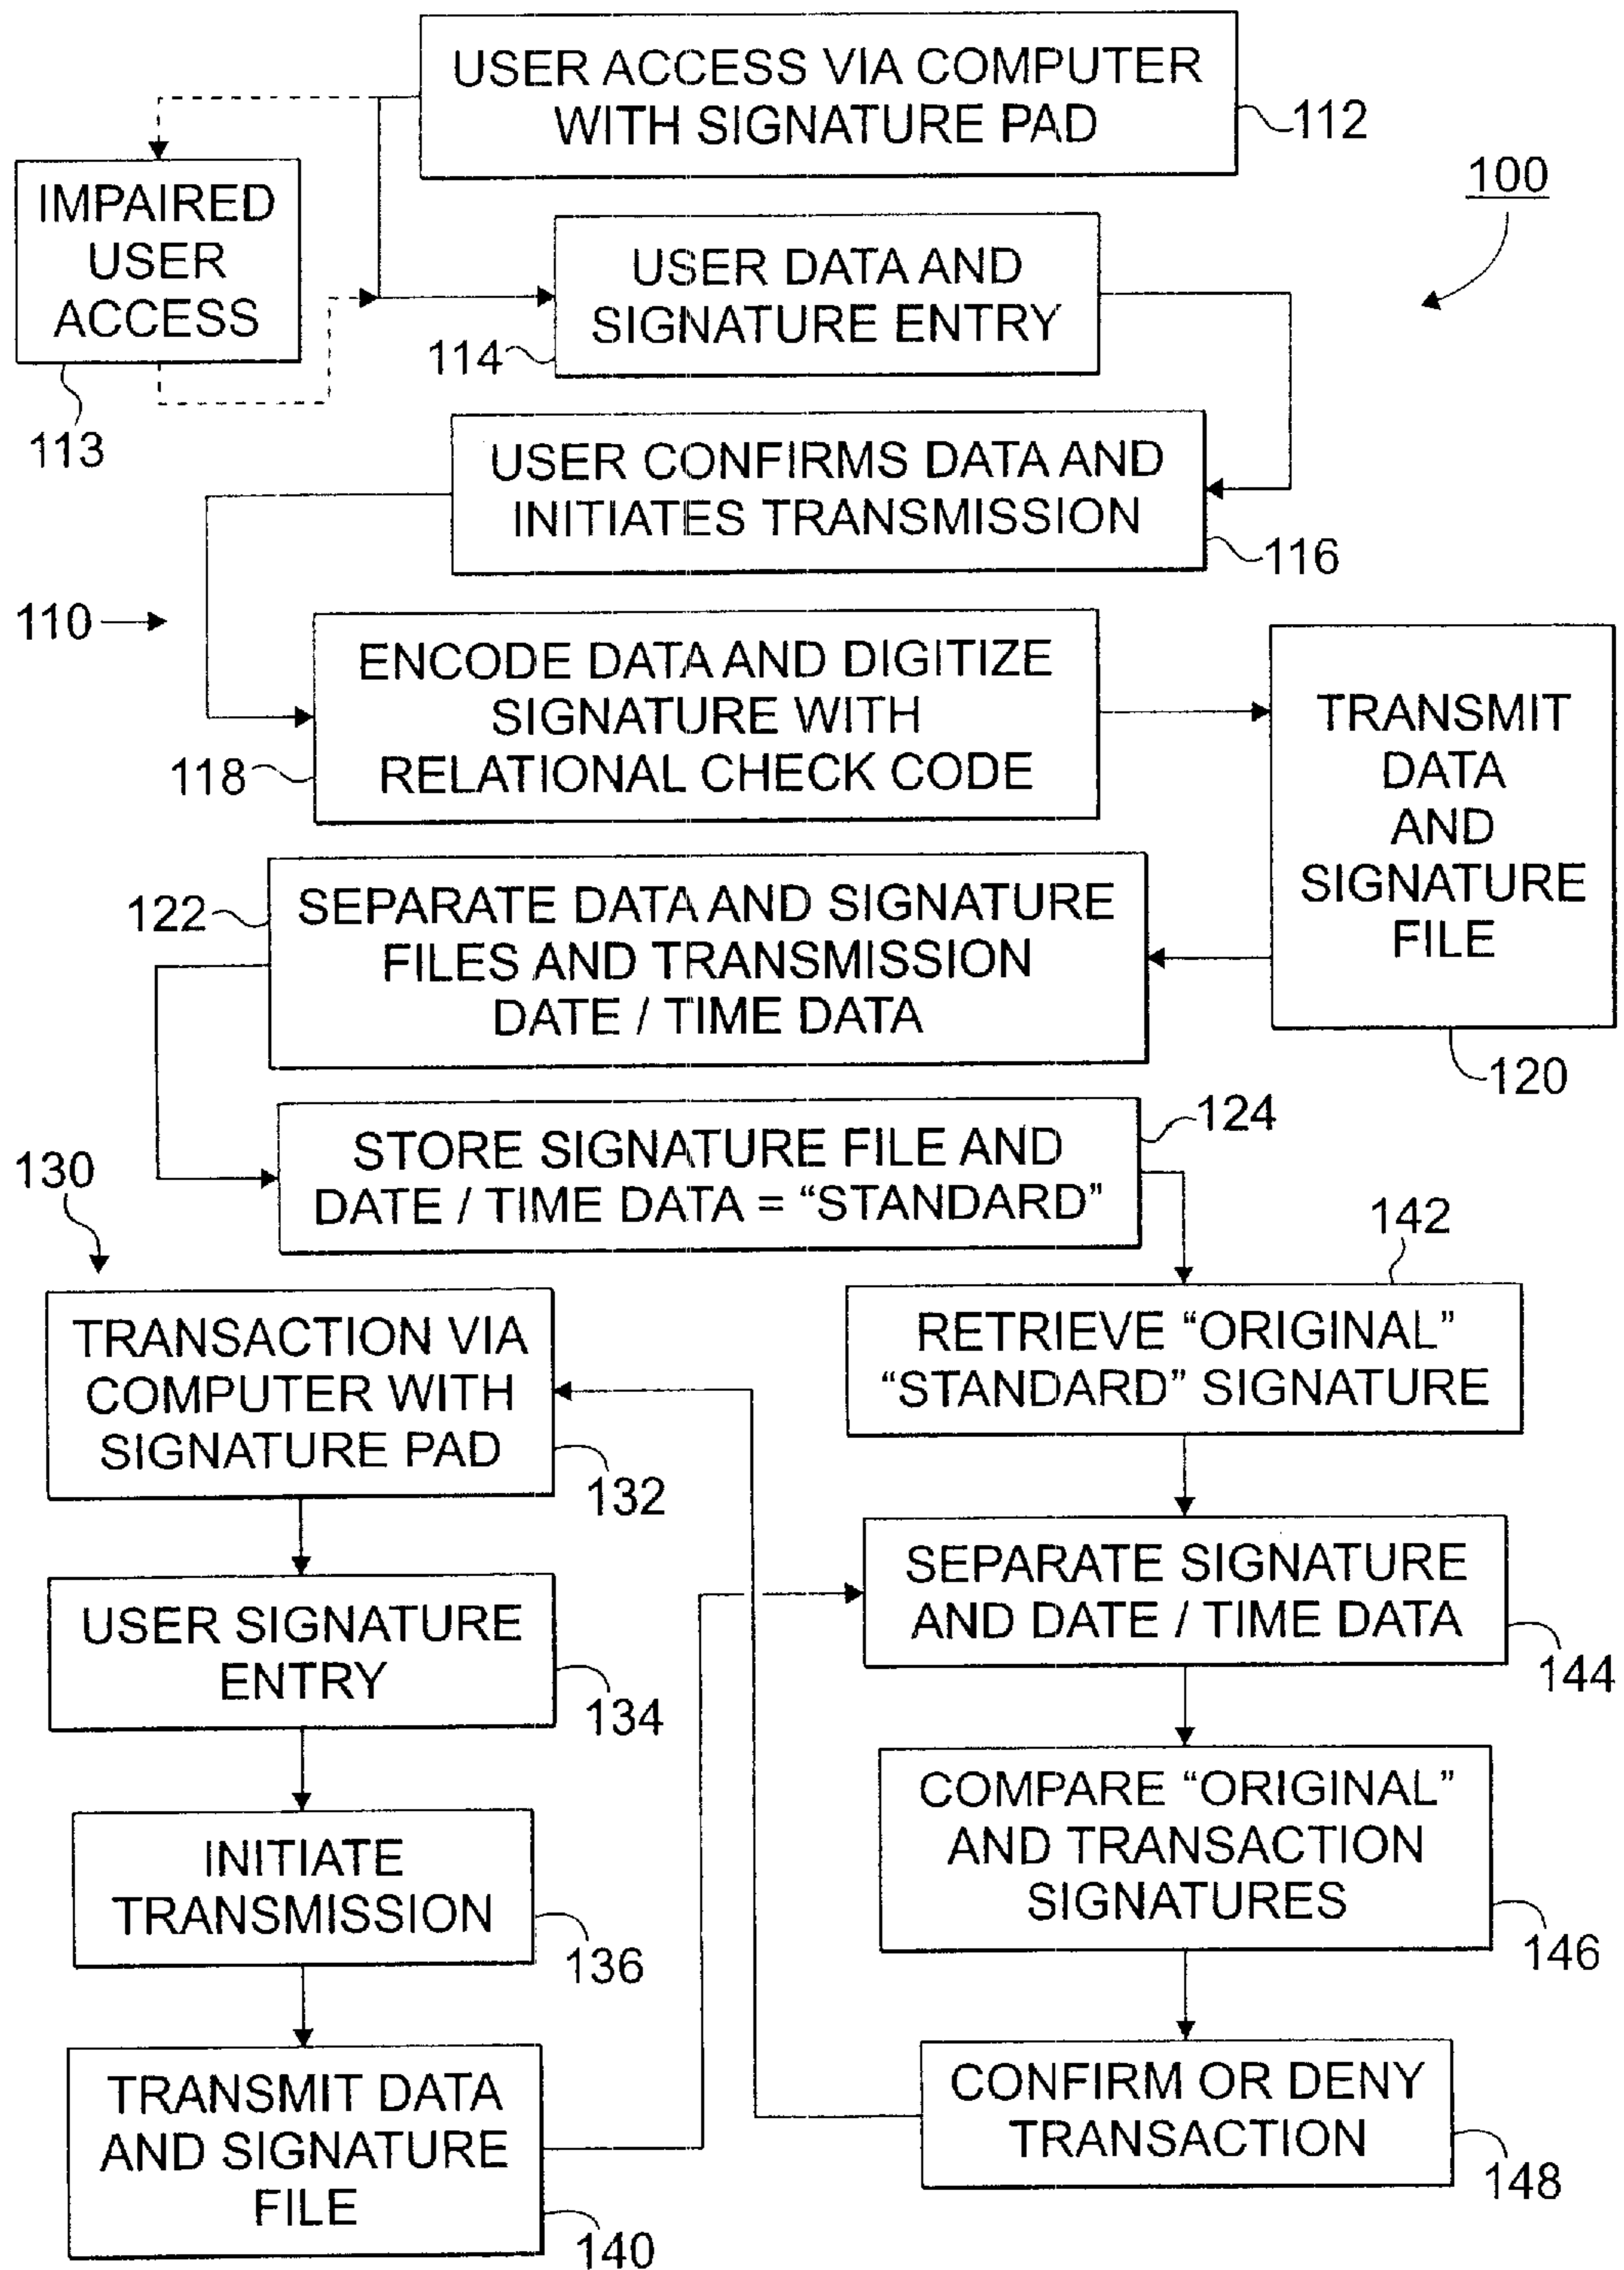 USER ACCESS VIA COMPUTER
WITH SIGNATURE PAD
112
100
IMPAIRED
USER
ACCESS
113
USER DATA AND
SIGNATURE ENTRY
114
USER CONFIRMS DATA AND
INITIATES TRANSMISSION
116
110
ENCODE DATA AND DIGITIZE
SIGNATURE WITH
RELATIONAL CHECK CODE
118
TRANSMIT
DATA
AND
SIGNATURE
FILE
120
122
SEPARATE DATA AND SIGNATURE
FILES AND TRANSMISSION
DATE / TIME DATA
124
STORE SIGNATURE FILE AND
DATE / TIME DATA = “STANDARD”
130
TRANSACTION VIA
COMPUTER WITH
SIGNATURE PAD
132
USER SIGNATURE
ENTRY
134
INITIATE
TRANSMISSION
136
TRANSMIT DATA
AND SIGNATURE
FILE
140
142
RETRIEVE “ORIGINAL”
“STANDARD” SIGNATURE
SEPARATE SIGNATURE
AND DATE / TIME DATA
144
COMPARE “ORIGINAL”
AND TRANSACTION
SIGNATURES
146
CONFIRM OR DENY
TRANSACTION
148